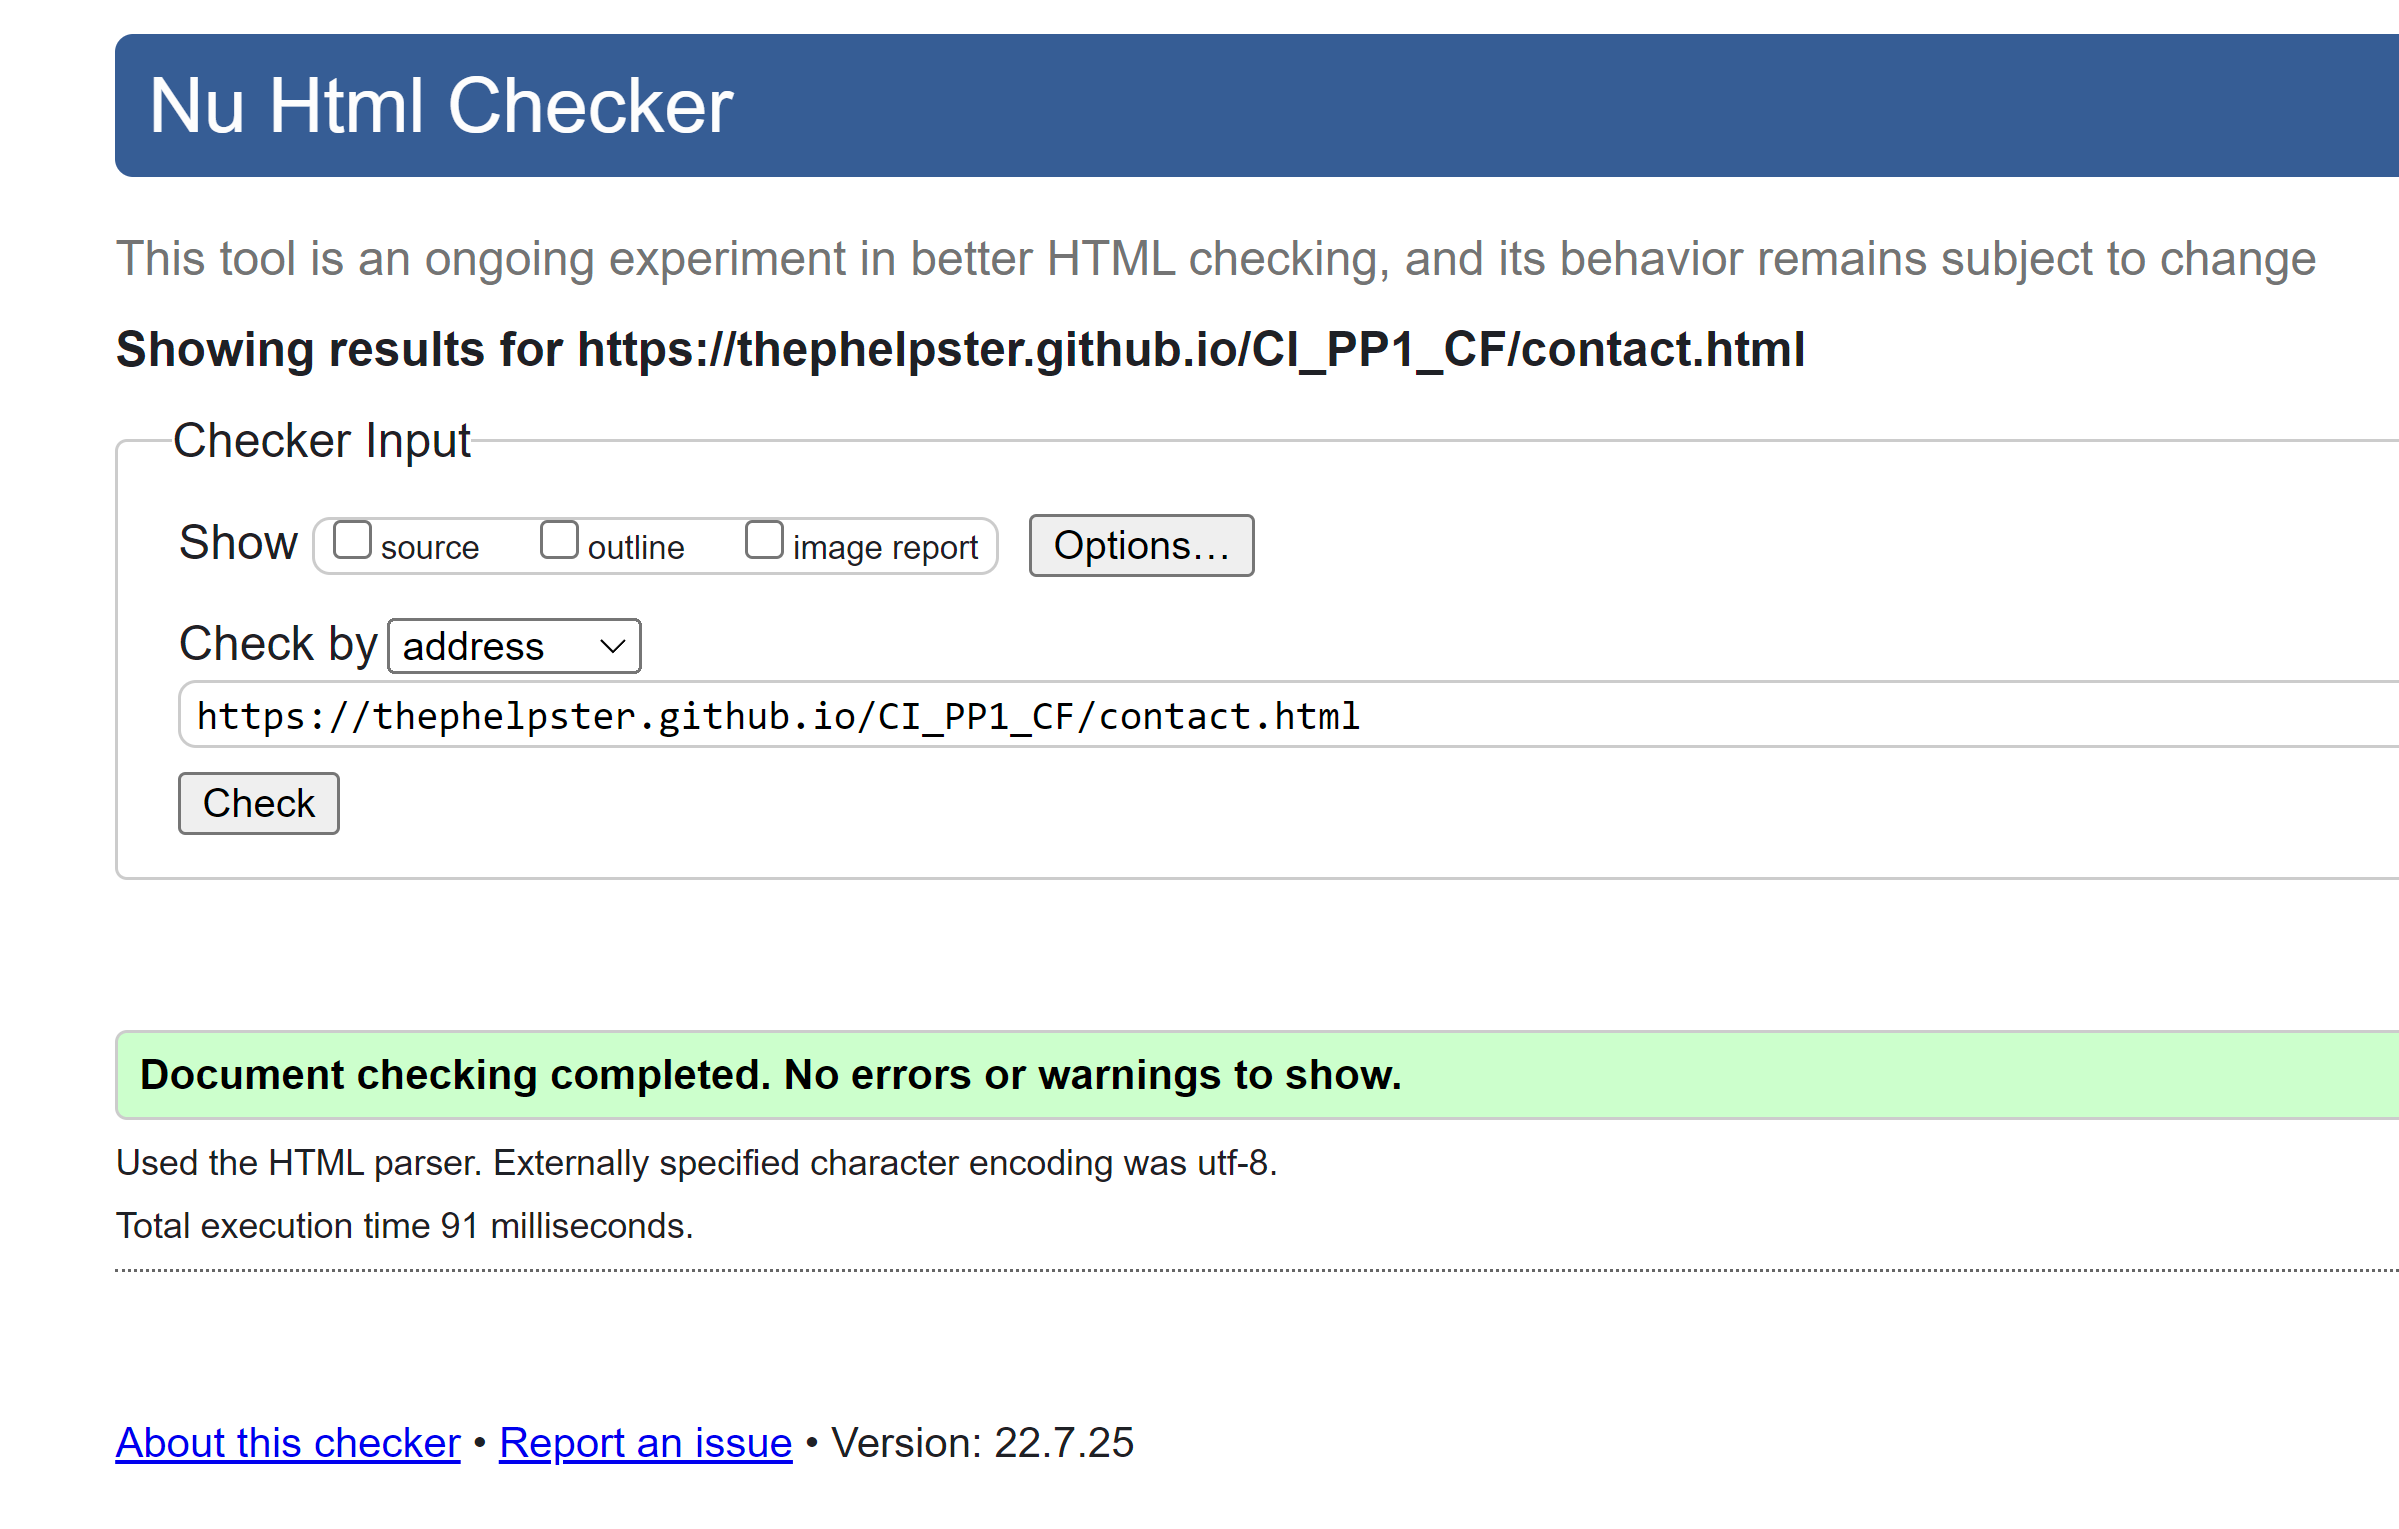 Nu Html Checker
This tool is an ongoing experiment in better HTML checking, and its behavior remains subject to change
Showing results for https://thephelpster.github.io/CI_PP1_CF/contact.html
Checker Input
Show source outline image report Options...
Check by address
https://thephelpster.github.io/CI_PP1_CF/contact.html
Check
Document checking completed. No errors or warnings to show.
Used the HTML parser. Externally specified character encoding was utf-8.
Total execution time 91 milliseconds.
About this checker • Report an issue • Version: 22.7.25